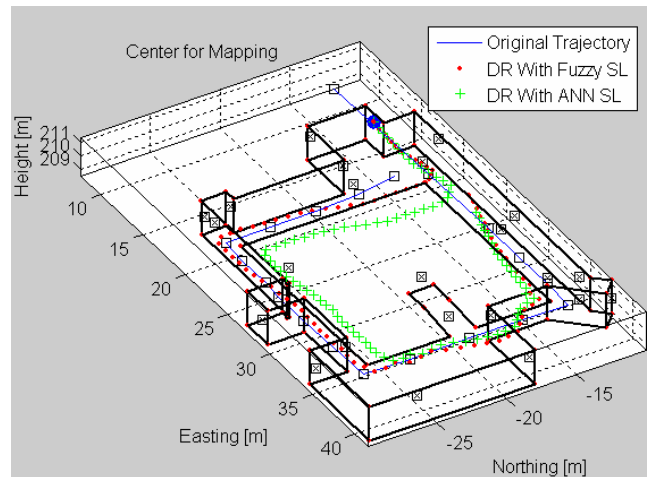 Center for Mapping
Original Trajectory
DR With Fuzzy SL
DR With ANN SL
Height [m]
211
210
209
10
15
20
25
30
35
40
Easting [m]
-25
-20
-15
Northing [m]